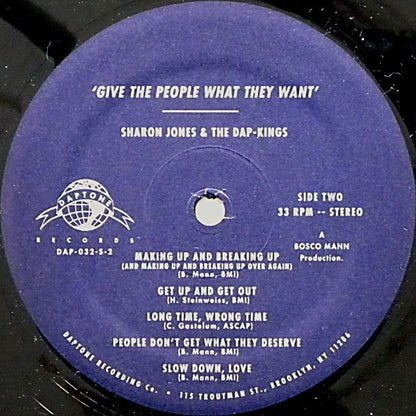 'GIVE THE PEOPLE WHAT THEY WANT'
SHARON JONES & THE DAP-KINGS
DAPTONE
RECORDS
DAP-032-S-2
SIDE TWO
33 RPM -- STEREO
A
BOSCO MANN
Production.
MAKING UP AND BREAKING UP
(AND MAKING UP AND BREAKING UP OVER AGAIN)
(B. Mann, BMI)
GET UP AND GET OUT
(H. Steinweiss, BMI)
LONG TIME, WRONG TIME
(C. Gastelum, ASCAP)
PEOPLE DON'T GET WHAT THEY DESERVE
(B. Mann, BMI)
SLOW DOWN, LOVE
(B. Mann, BMI)
DAPTONE RECORDING Co. • 115 TROUTMAN ST., BROOKLYN, NY 11206